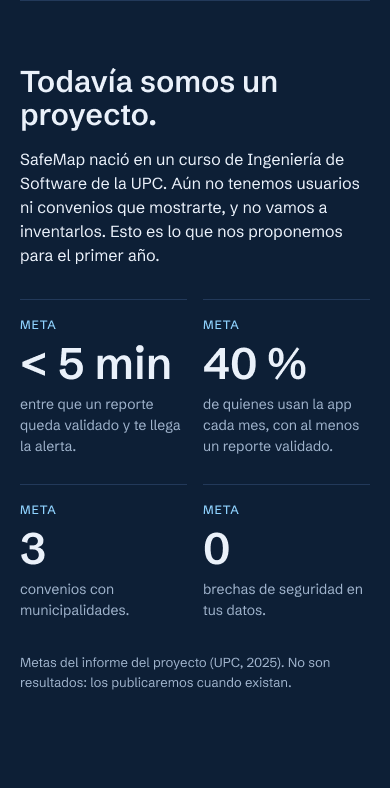 Todavía somos un
proyecto.
SafeMap nació en un curso de Ingeniería de
Software de la UPC. Aún no tenemos usuarios
ni convenios que mostrarte, y no vamos a
inventarlos. Esto es lo que nos proponemos
para el primer año.
META
< 5 min
entre que un reporte
queda validado y te llega
la alerta.
META
40 %
de quienes usan la app
cada mes, con al menos
un reporte validado.
META
3
convenios con
municipalidades.
META
0
brechas de seguridad en
tus datos.
Metas del informe del proyecto (UPC, 2025). No son
resultados: los publicaremos cuando existan.